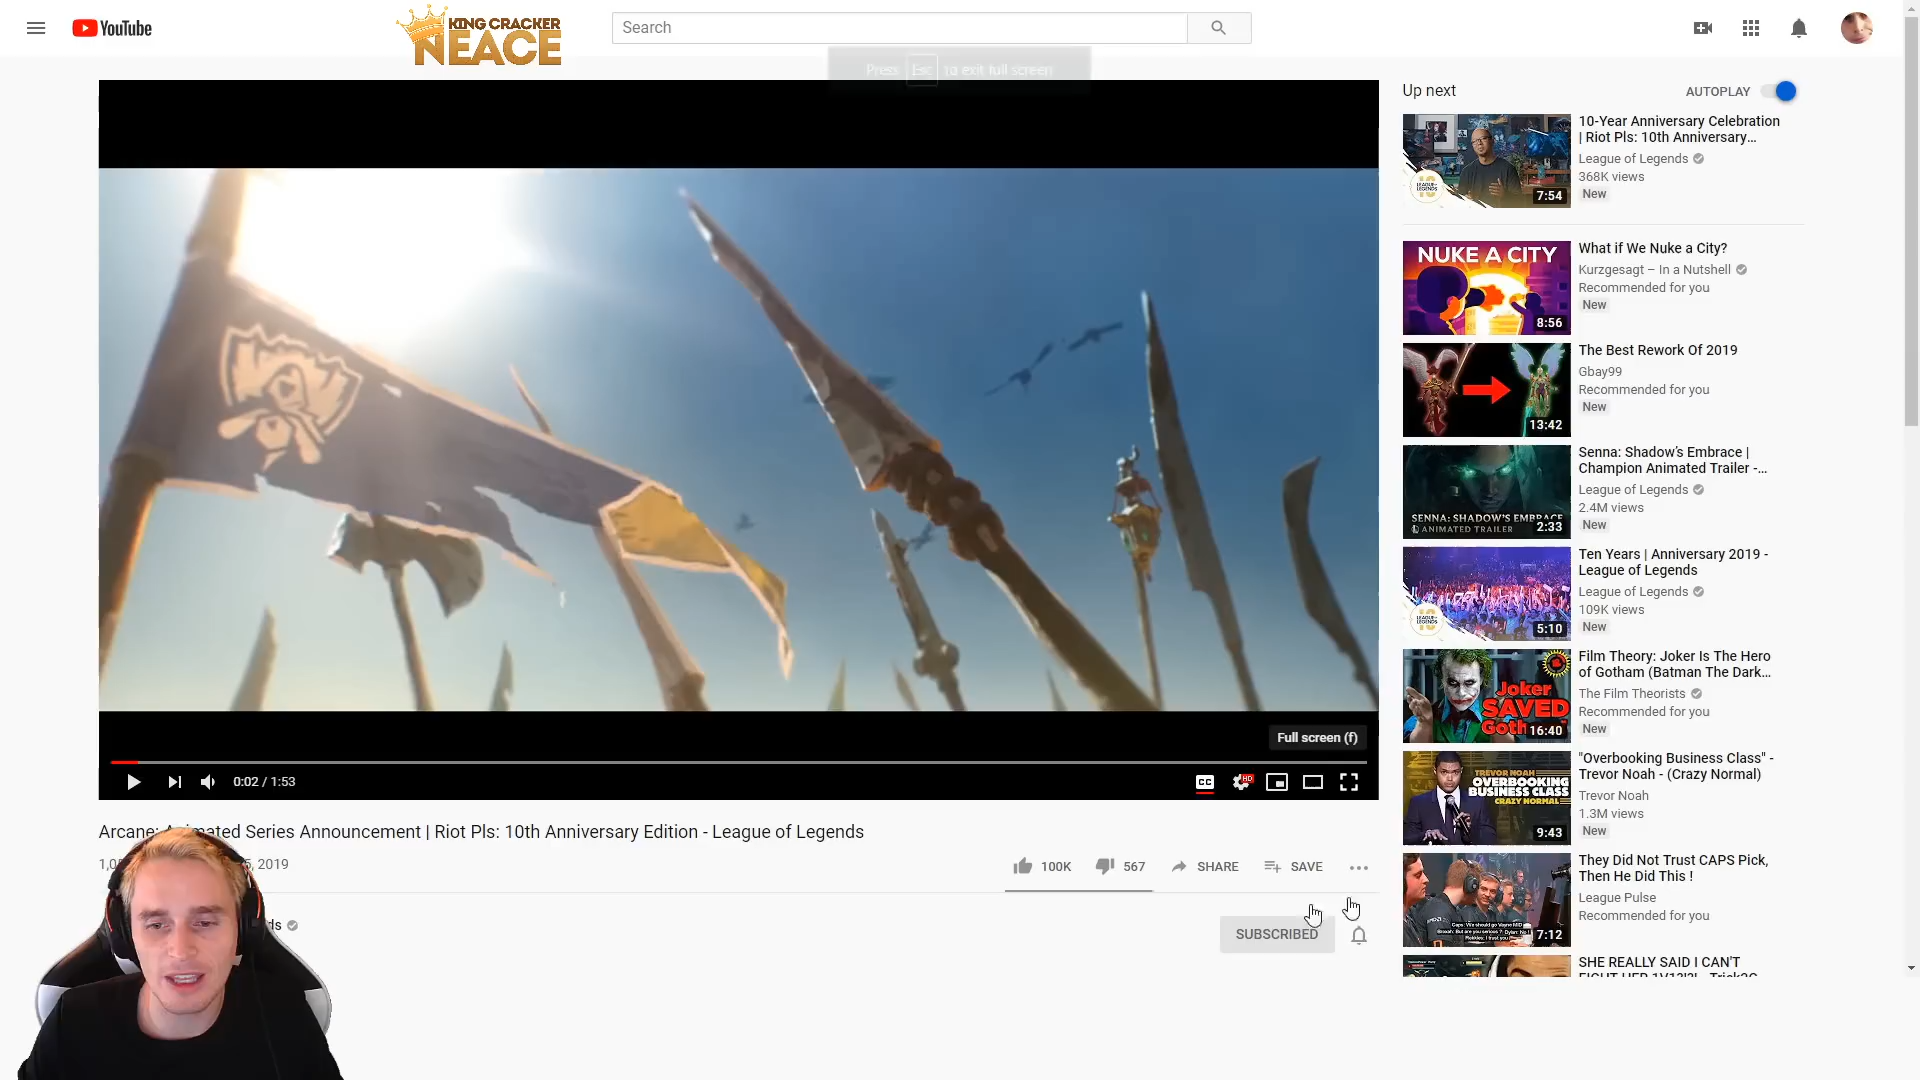 YouTube
KING CRACKER
NEACE
Search
Press Esc to exit full screen
Full screen (f)
0:02 / 1:53
CC
HD
Arcane: Animated Series Announcement | Riot Pls: 10th Anniversary Edition - League of Legends
5, 2019
100K
567
SHARE
SAVE
ds
SUBSCRIBED
Up next
AUTOPLAY
7:54
10-Year Anniversary Celebration
| Riot Pls: 10th Anniversary...
League of Legends
368K views
New
NUKE A CITY
8:56
What if We Nuke a City?
Kurzgesagt – In a Nutshell
Recommended for you
New
13:42
The Best Rework Of 2019
Gbay99
Recommended for you
New
SENNA: SHADOW'S EMBRACE
ANIMATED TRAILER
2:33
Senna: Shadow's Embrace |
Champion Animated Trailer -...
League of Legends
2.4M views
New
5:10
Ten Years | Anniversary 2019 -
League of Legends
League of Legends
109K views
New
Joker
SAVED
Goth
16:40
Film Theory: Joker Is The Hero
of Gotham (Batman The Dark...
The Film Theorists
Recommended for you
New
TREVOR NOAH
OVERBOOKING
BUSINESS CLASS
CRAZY NORMAL
9:43
"Overbooking Business Class" -
Trevor Noah - (Crazy Normal)
Trevor Noah
1.3M views
New
7:12
They Did Not Trust CAPS Pick,
Then He Did This !
League Pulse
Recommended for you
SHE REALLY SAID I CAN'T